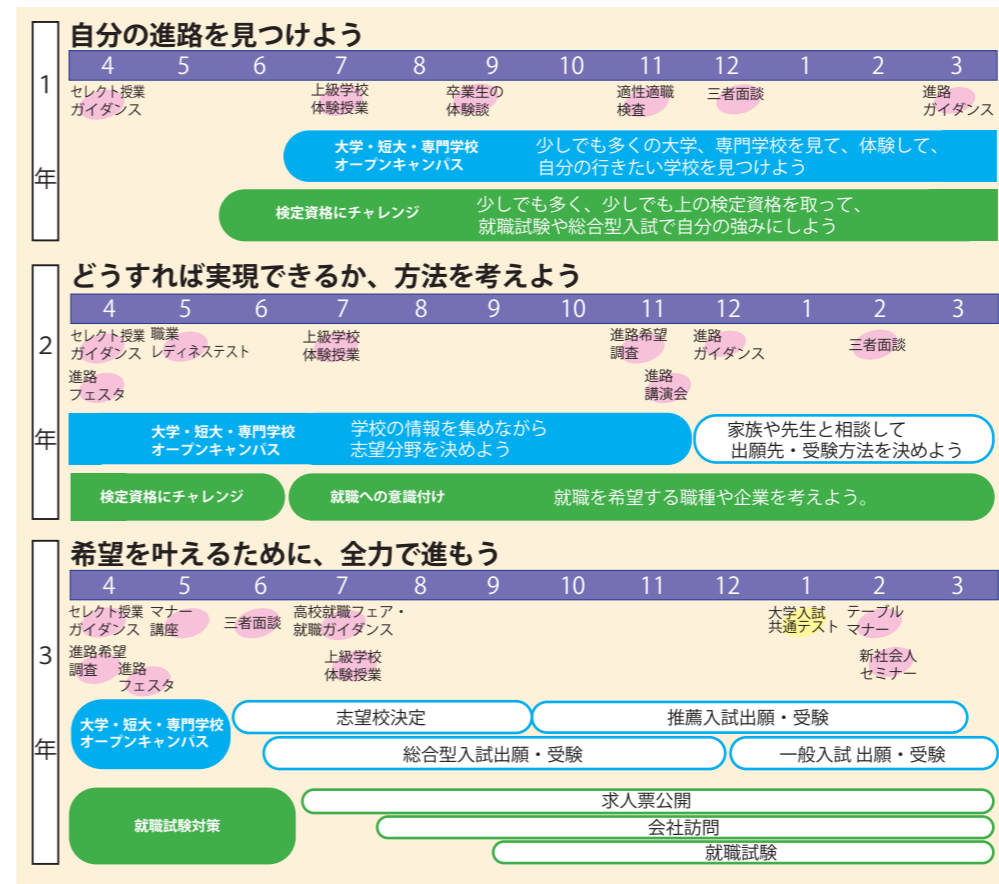 1年
自分の進路を見つけよう
4 5 6 7 8 9 10 11 12 1 2 3
セレクト授業
ガイダンス
上級学校
体験授業
卒業生の
体験談
適性適職
検査
三者面談
進路
ガイダンス
大学・短大・専門学校
オープンキャンパス
少しでも多くの大学、専門学校を見て、体験して、
自分の行きたい学校を見つけよう
検定資格にチャレンジ
少しでも多く、少しでも上の検定資格を取って、
就職試験や総合型入試で自分の強みにしよう
2年
どうすれば実現できるか、方法を考えよう
4 5 6 7 8 9 10 11 12 1 2 3
セレクト授業
ガイダンス
職業
レディネステスト
上級学校
体験授業
進路希望
調査
進路
ガイダンス
三者面談
進路
フェスタ
進路
講演会
大学・短大・専門学校
オープンキャンパス
学校の情報を集めながら
志望分野を決めよう
家族や先生と相談して
出願先・受験方法を決めよう
検定資格にチャレンジ
就職への意識付け
就職を希望する職種や企業を考えよう。
3年
希望を叶えるために、全力で進もう
4 5 6 7 8 9 10 11 12 1 2 3
セレクト授業
ガイダンス
マナー
講座
三者面談
高校就職フェア・
就職ガイダンス
大学入試
共通テスト
テーブル
マナー
進路希望
調査
進路
フェスタ
上級学校
体験授業
新社会人
セミナー
大学・短大・専門学校
オープンキャンパス
志望校決定
推薦入試出願・受験
総合型入試出願・受験
一般入試 出願・受験
就職試験対策
求人票公開
会社訪問
就職試験